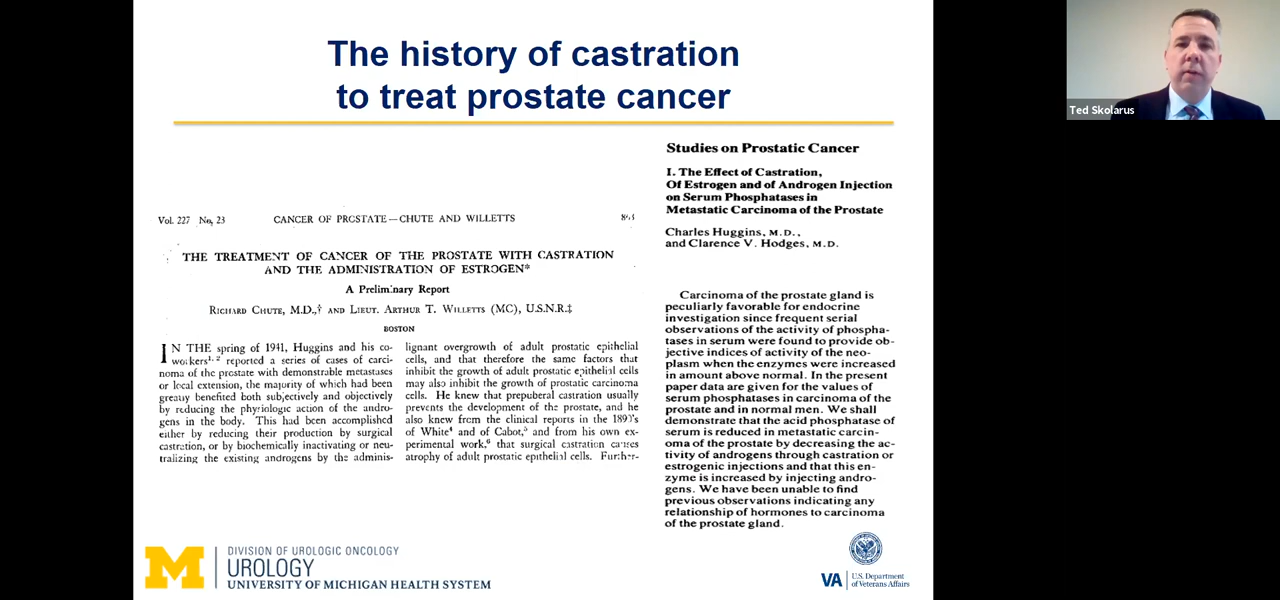 The history of castration
to treat prostate cancer
Ted Skolarus
Vol. 227 No. 23 CANCER OF PROSTATE—CHUTE AND WILLETTS
THE TREATMENT OF CANCER OF THE PROSTATE WITH CASTRATION
AND THE ADMINISTRATION OF ESTROGEN*
A Preliminary Report
RICHARD CHUTE, M.D.,† AND LIEUT. ARTHUR T. WILLETTS (MC), U.S.N.R.‡
BOSTON
IN THE spring of 1941, Huggins and his co-
workers1, 2 reported a series of cases of carci-
noma of the prostate with demonstrable metastases
or local extension, the majority of which had been
greatly benefited both subjectively and objectively
by reducing the physiologic action of the andro-
gens in the body. This had been accomplished
either by reducing their production by surgical
castration, or by biochemically inactivating or neu-
tralizing the existing androgens by the adminis-
lignant overgrowth of adult prostatic epithelial
cells, and that therefore the same factors that
inhibit the growth of adult prostatic epithelial cells
may also inhibit the growth of prostatic carcinoma
cells. He knew that prepuberal castration usually
prevents the development of the prostate, and he
also knew from the clinical reports in the 1890's
of White4 and of Cabot,5 and from his own ex-
perimental work,6 that surgical castration causes
atrophy of adult prostatic epithelial cells. Further-
Studies on Prostatic Cancer
I. The Effect of Castration,
Of Estrogen and of Androgen Injection
on Serum Phosphatases in
Metastatic Carcinoma of the Prostate
Charles Huggins, M.D.,
and Clarence V. Hodges, M.D.
Carcinoma of the prostate gland is
peculiarly favorable for endocrine
investigation since frequent serial
observations of the activity of phospha-
tases in serum were found to provide ob-
jective indices of activity of the neo-
plasm when the enzymes were increased
in amount above normal. In the present
paper data are given for the values of
serum phosphatases in carcinoma of the
prostate and in normal men. We shall
demonstrate that the acid phosphatase of
serum is reduced in metastatic carcin-
oma of the prostate by decreasing the ac-
tivity of androgens through castration or
estrogenic injections and that this en-
zyme is increased by injecting andro-
gens. We have been unable to find
previous observations indicating any
relationship of hormones to carcinoma
of the prostate gland.
M
DIVISION OF UROLOGIC ONCOLOGY
UROLOGY
UNIVERSITY OF MICHIGAN HEALTH SYSTEM
VA U.S. Department
of Veterans Affairs